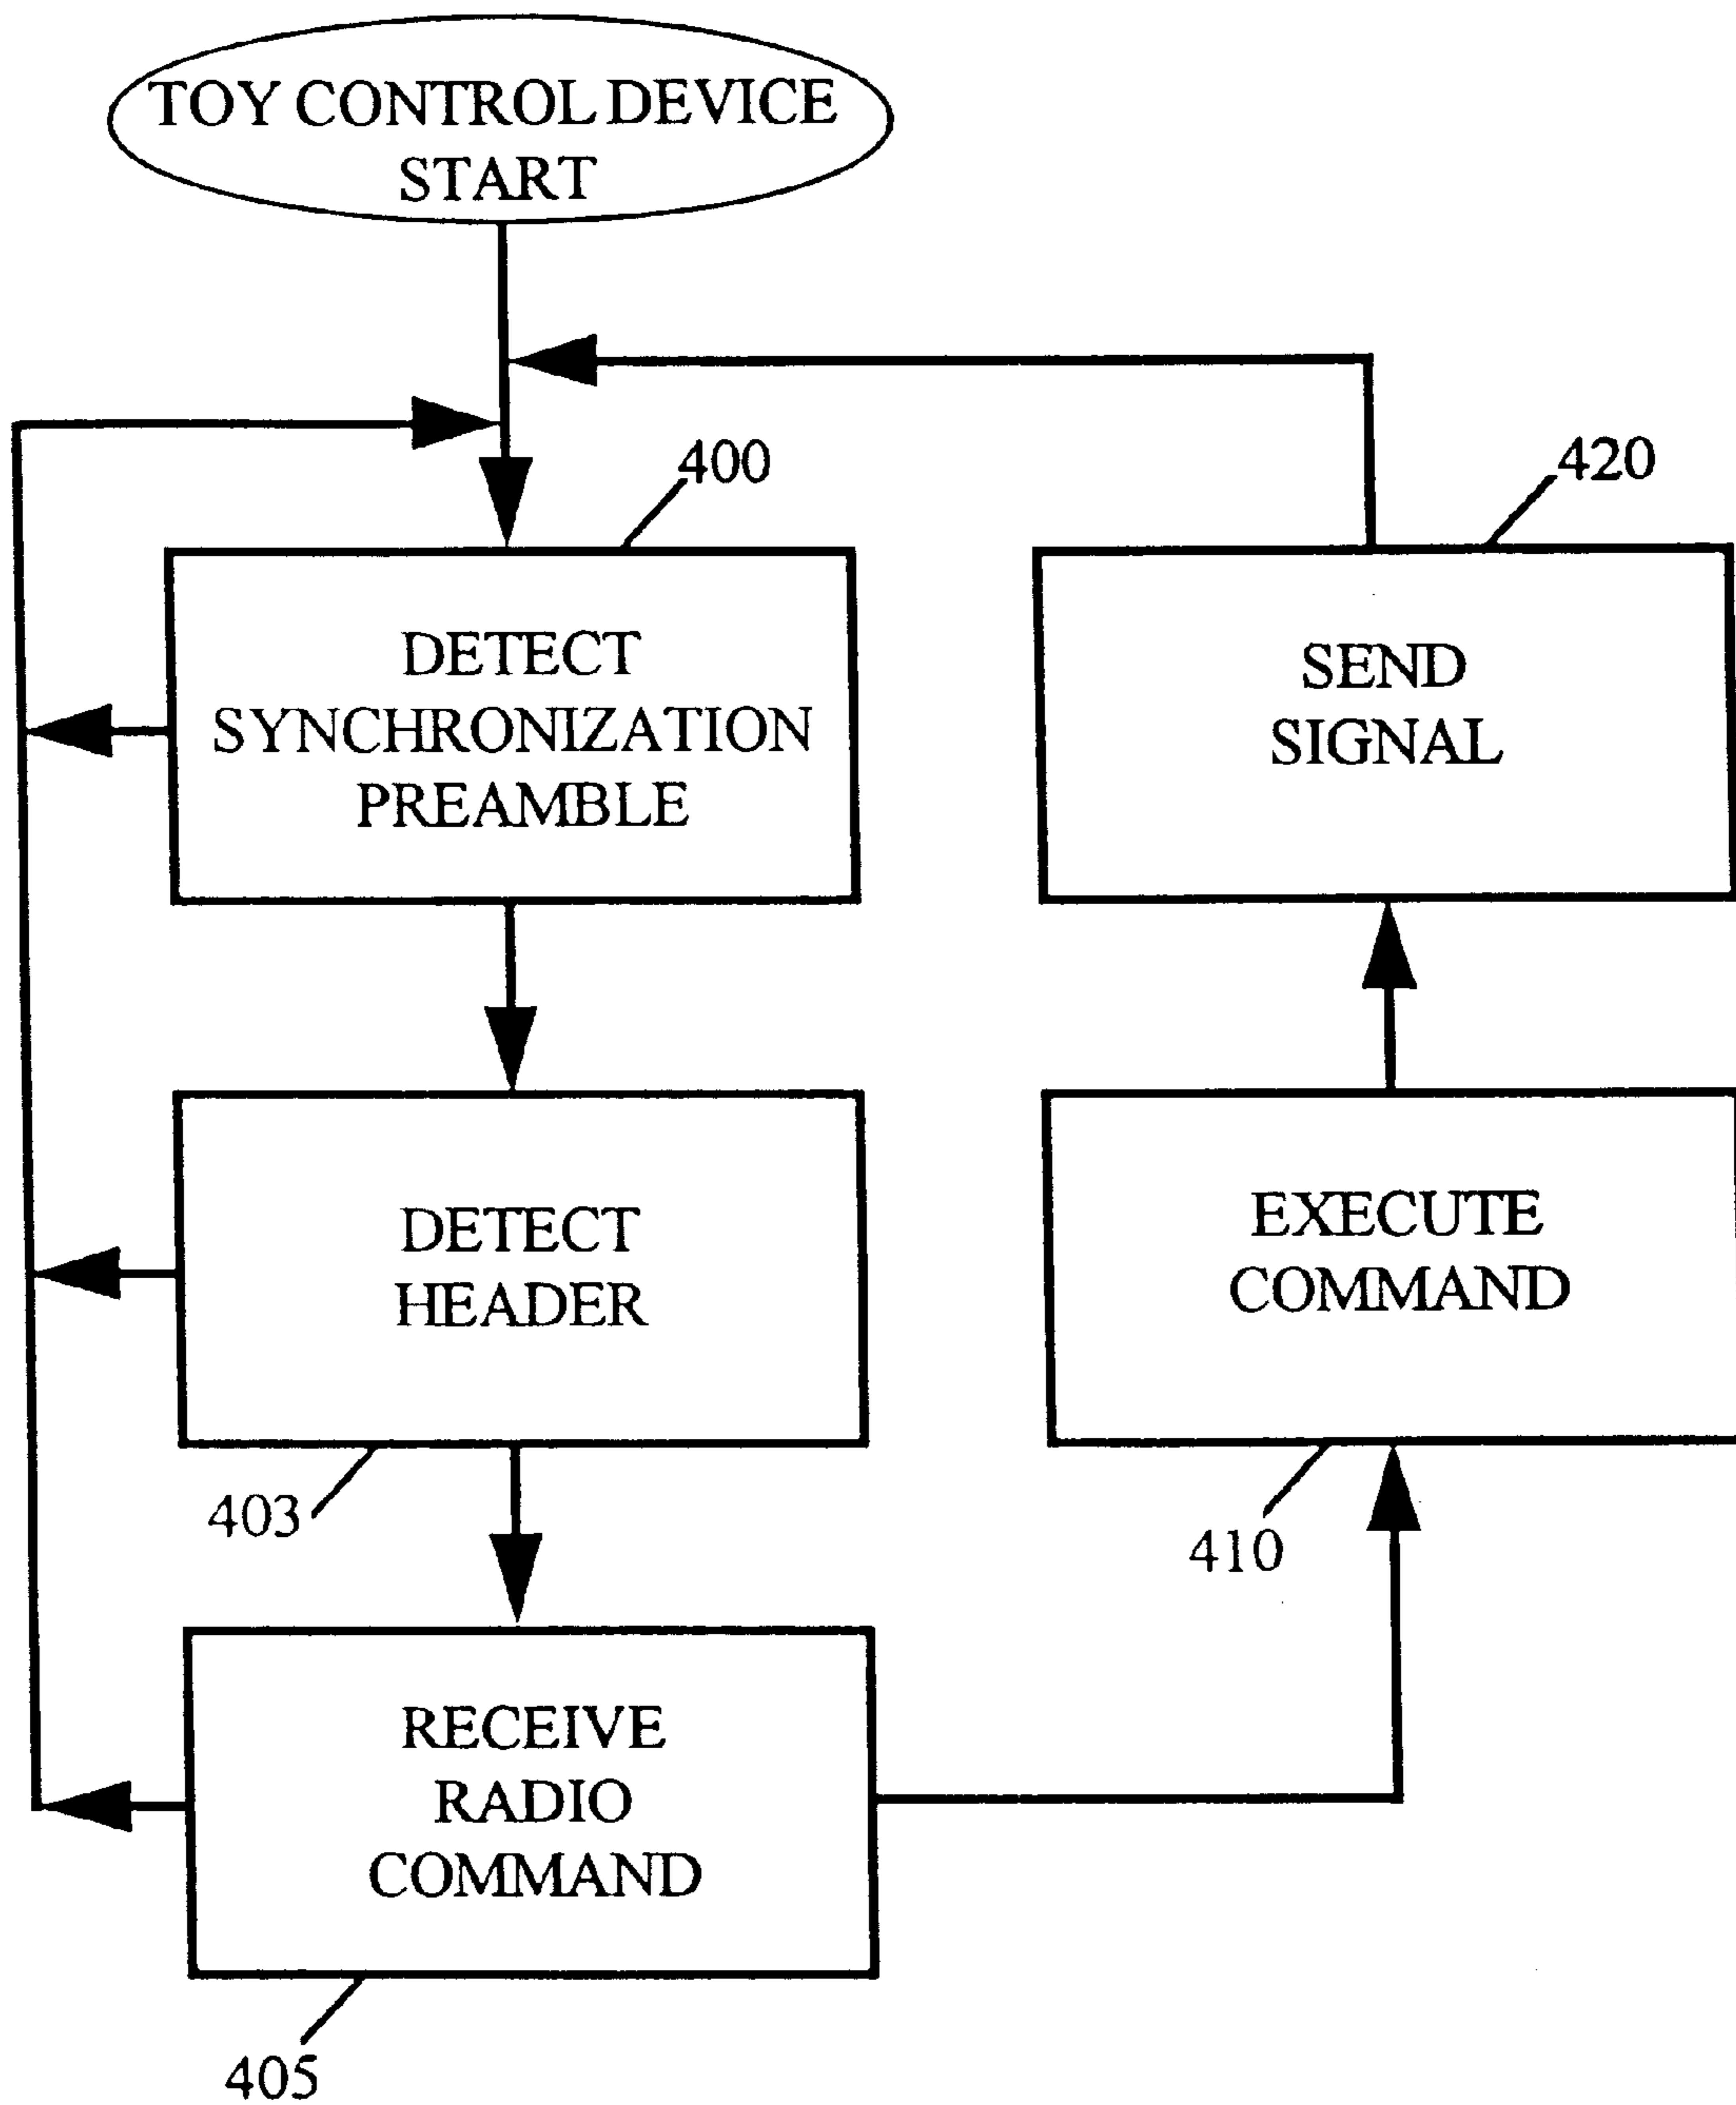 TOY CONTROL DEVICE
START
400
420
DETECT
SYNCHRONIZATION
PREAMBLE
SEND
SIGNAL
DETECT
HEADER
EXECUTE
COMMAND
403
410
RECEIVE
RADIO
COMMAND
405